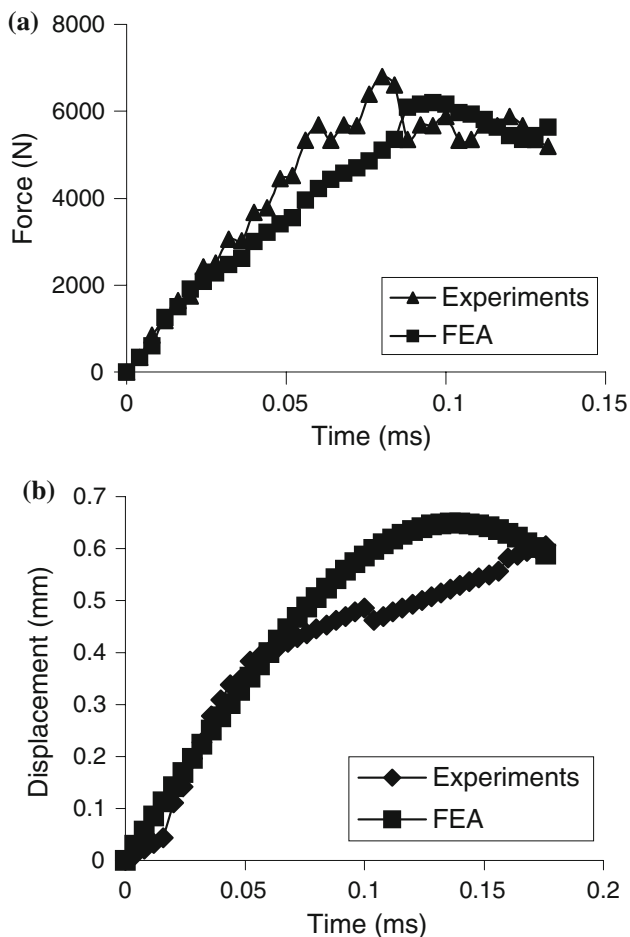 (a)
8000
6000
4000
2000
0
Force (N)
Experiments
FEA
0
0.05
0.1
0.15
Time (ms)
(b)
0.7
0.6
0.5
0.4
0.3
0.2
0.1
0
Displacement (mm)
Experiments
FEA
0
0.05
0.1
0.15
0.2
Time (ms)